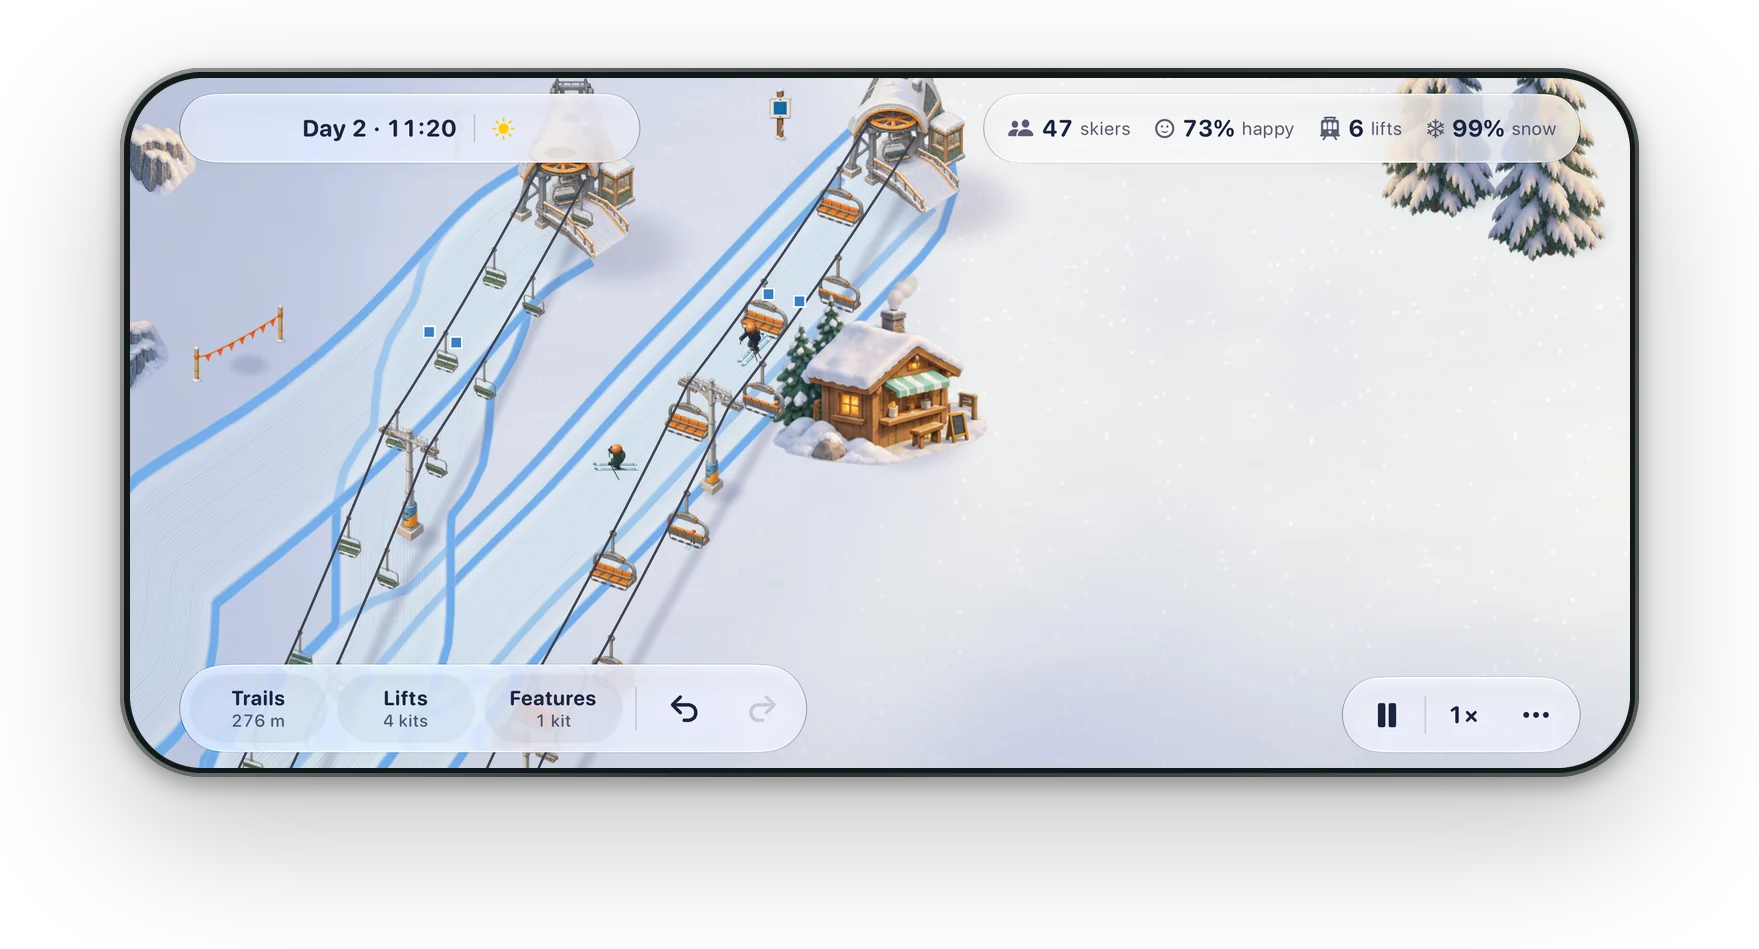 Day 2 · 11:20
47 skiers 73% happy 6 lifts 99% snow
Trails
276 m
Lifts
4 kits
Features
1 kit
1×